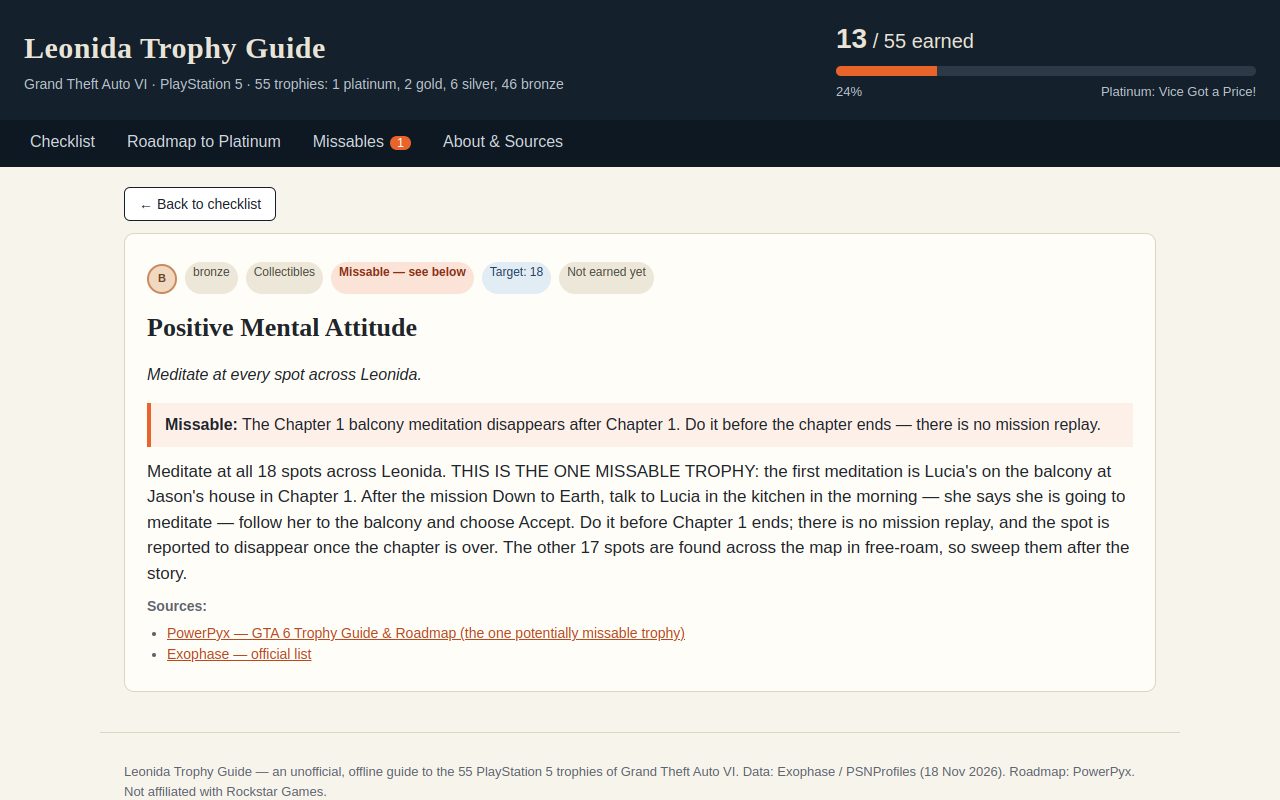 Leonida Trophy Guide
13 / 55 earned
Grand Theft Auto VI · PlayStation 5 · 55 trophies: 1 platinum, 2 gold, 6 silver, 46 bronze
24%
Platinum: Vice Got a Price!
Checklist
Roadmap to Platinum
Missables 1
About & Sources
← Back to checklist
B
bronze
Collectibles
Missable — see below
Target: 18
Not earned yet
Positive Mental Attitude
Meditate at every spot across Leonida.
Missable: The Chapter 1 balcony meditation disappears after Chapter 1. Do it before the chapter ends — there is no mission replay.
Meditate at all 18 spots across Leonida. THIS IS THE ONE MISSABLE TROPHY: the first meditation is Lucia's on the balcony at
Jason's house in Chapter 1. After the mission Down to Earth, talk to Lucia in the kitchen in the morning — she says she is going to
meditate — follow her to the balcony and choose Accept. Do it before Chapter 1 ends; there is no mission replay, and the spot is
reported to disappear once the chapter is over. The other 17 spots are found across the map in free-roam, so sweep them after the
story.
Sources:
• PowerPyx — GTA 6 Trophy Guide & Roadmap (the one potentially missable trophy)
• Exophase — official list
Leonida Trophy Guide — an unofficial, offline guide to the 55 PlayStation 5 trophies of Grand Theft Auto VI. Data: Exophase / PSNProfiles (18 Nov 2026). Roadmap: PowerPyx.
Not affiliated with Rockstar Games.